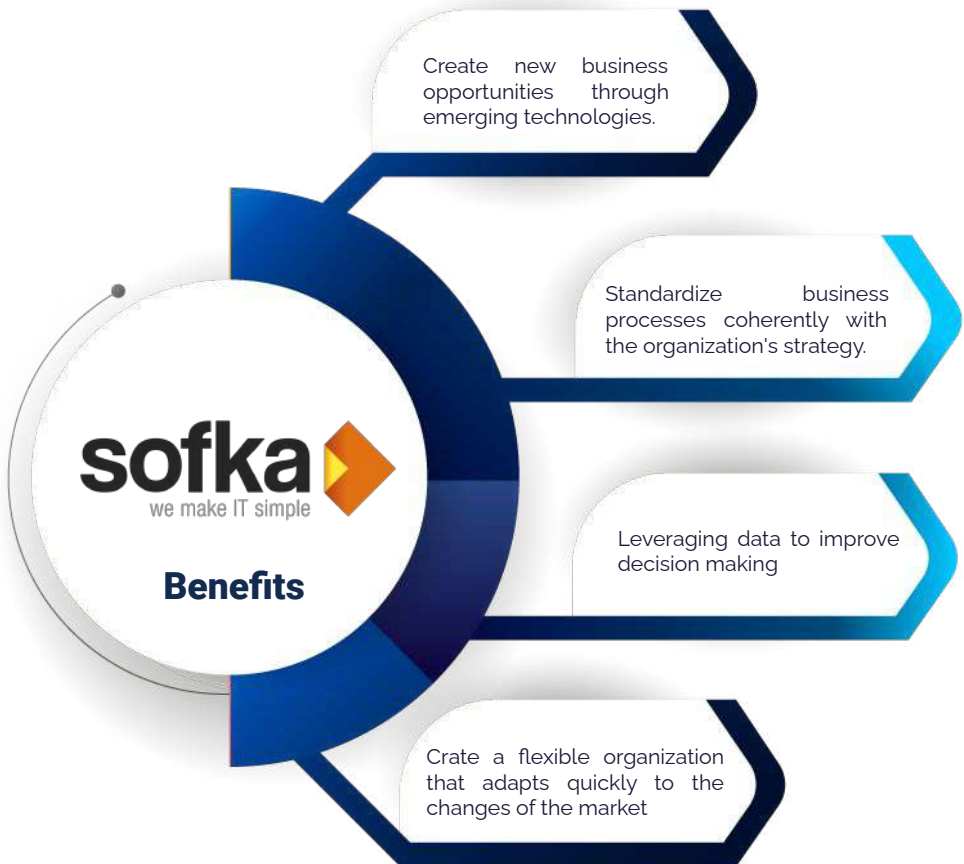 Create new business
opportunities through
emerging technologies.
Standardize business
processes coherently with
the organization's strategy.
sofka
we make IT simple
Benefits
Leveraging data to improve
decision making
Crate a flexible organization
that adapts quickly to the
changes of the market